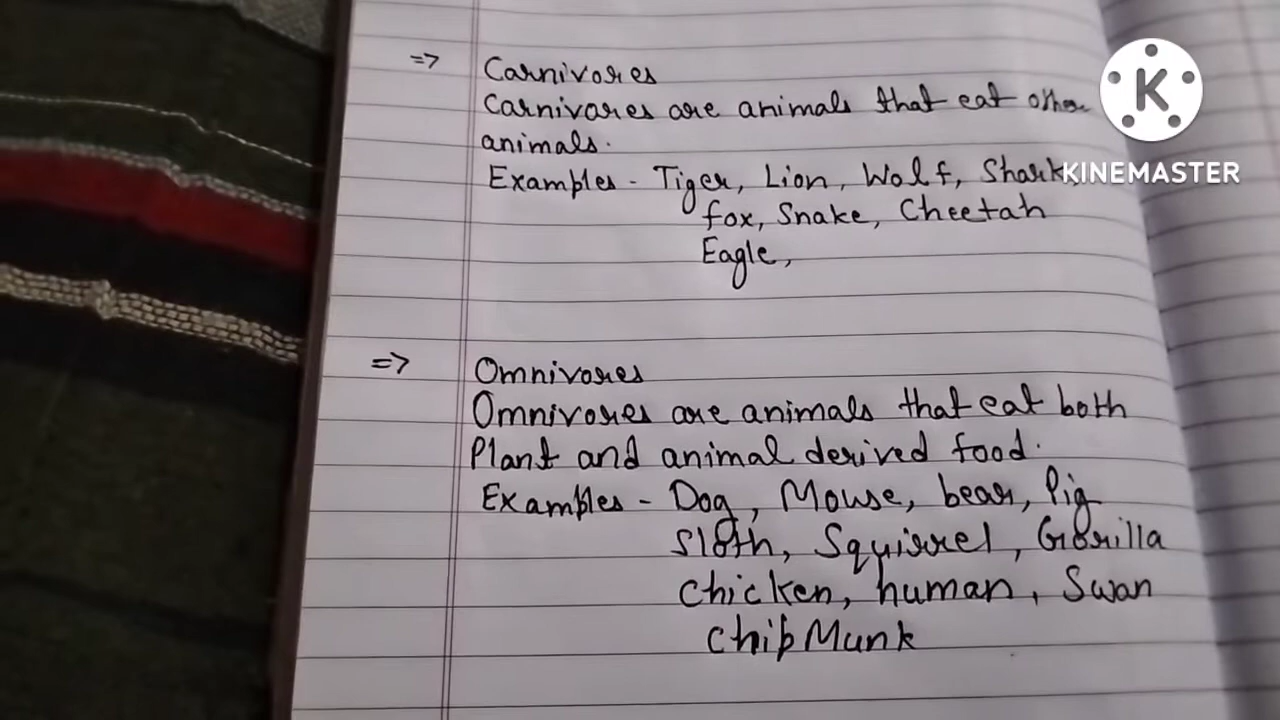 => Carnivores
Carnivares are animals that eat other
animals.
Examples - Tiger, Lion, Wolf, Shark,
fox, Snake, Cheetah
Eagle,
=> Omnivores
Omnivores are animals that eat both
Plant and animal derived food.
Examples - Dog, Mouse, bear, Pig
Sloth, Squirrel, Gorilla
Chicken, human, Swan
ChipMunk
K
KINEMASTER